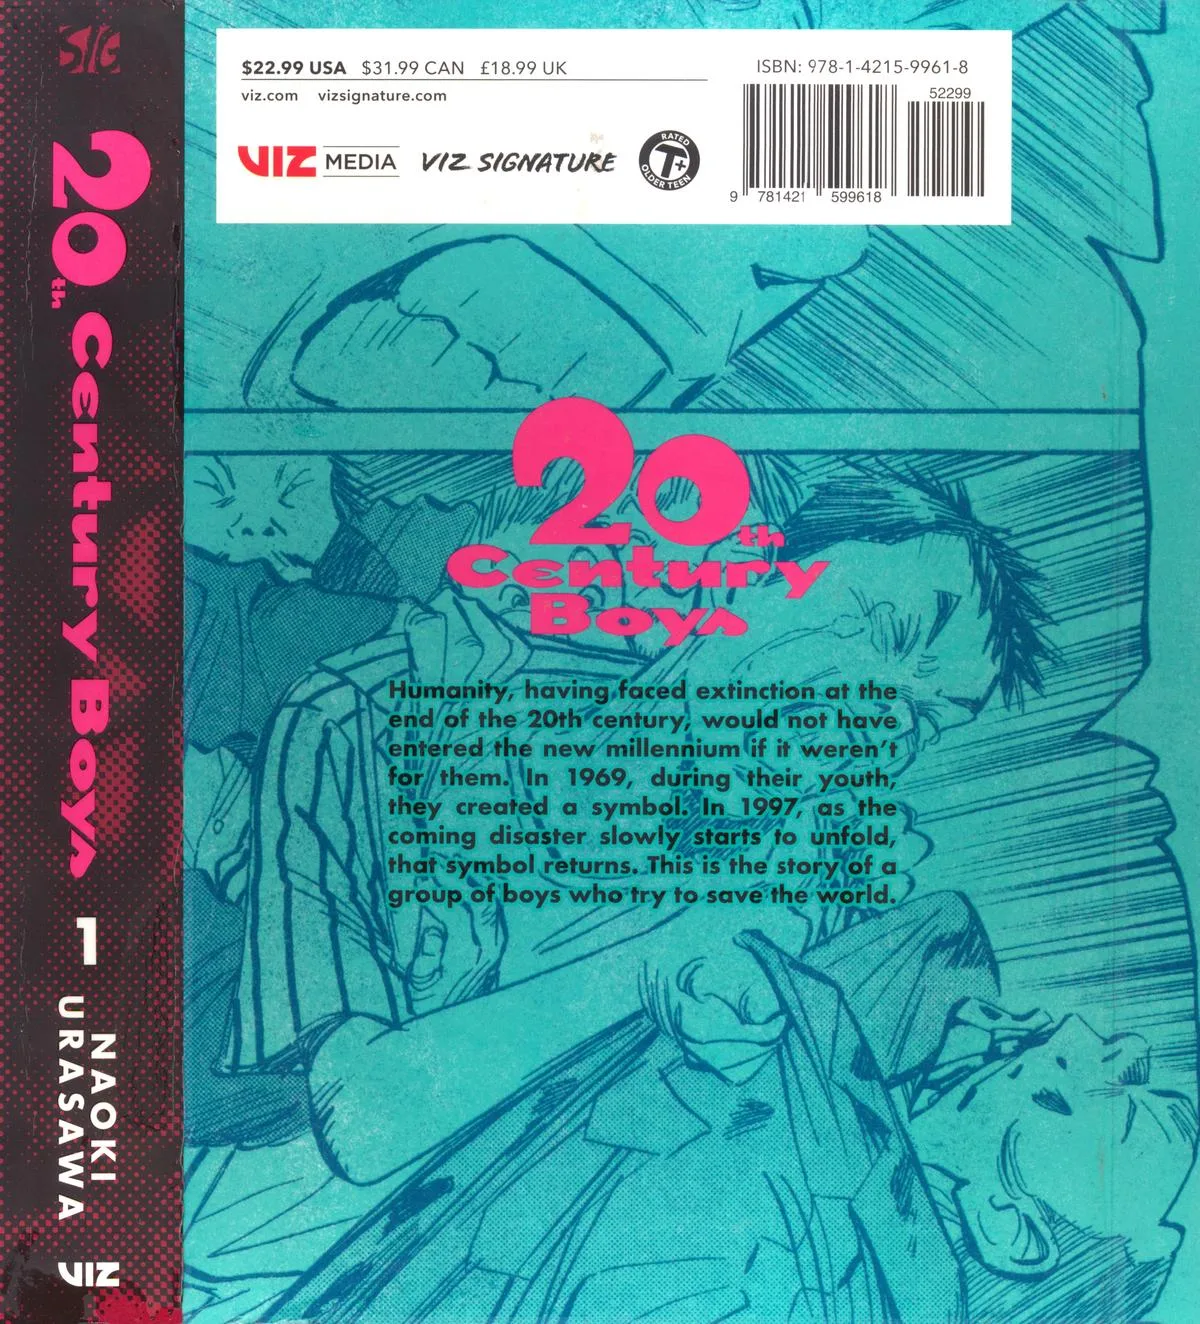 SIG
20th Century Boys
1
NAOKI
URASAWA
VIZ
$22.99 USA $31.99 CAN £18.99 UK
viz.com vizsignature.com
VIZ MEDIA
VIZ SIGNATURE
RATED
T+
OLDER TEEN
ISBN: 978-1-4215-9961-8
52299
9 781421 599618
20th
Century
Boys
Humanity, having faced extinction at the
end of the 20th century, would not have
entered the new millennium if it weren't
for them. In 1969, during their youth,
they created a symbol. In 1997, as the
coming disaster slowly starts to unfold,
that symbol returns. This is the story of a
group of boys who try to save the world.